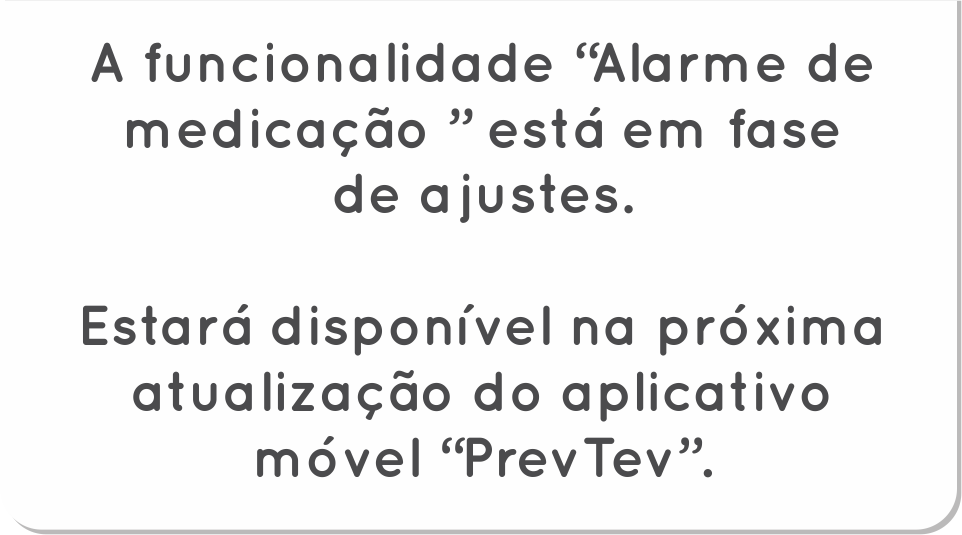 A funcionalidade “Alarme de
medicação ” está em fase
de ajustes.
Estará disponível na próxima
atualização do aplicativo
móvel “PrevTev”.